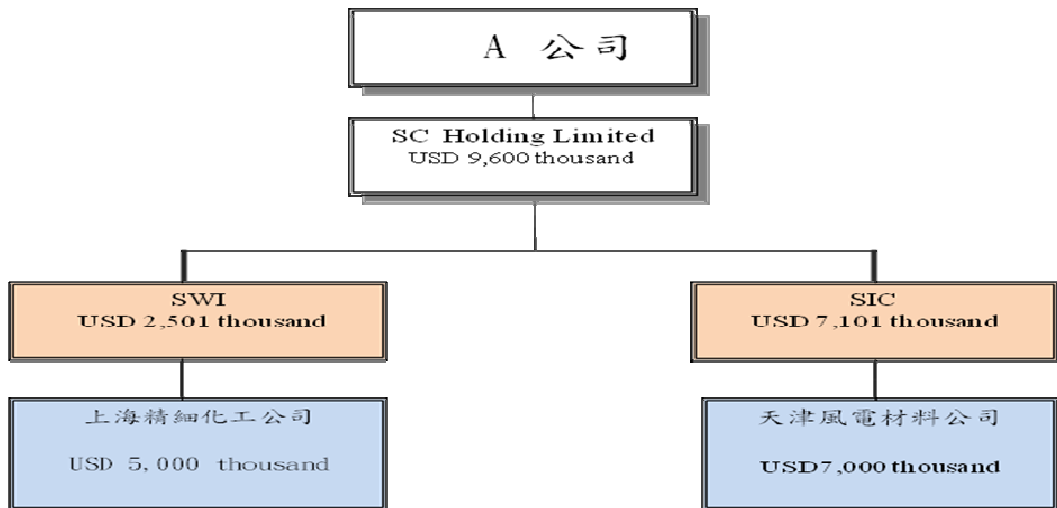 A 公司
SC Holding Limited
USD 9,600 thousand
SWI
USD 2,501 thousand
SIC
USD 7,101 thousand
上海精細化工公司
USD 5,000 thousand
天津風電材料公司
USD7,000 thousand